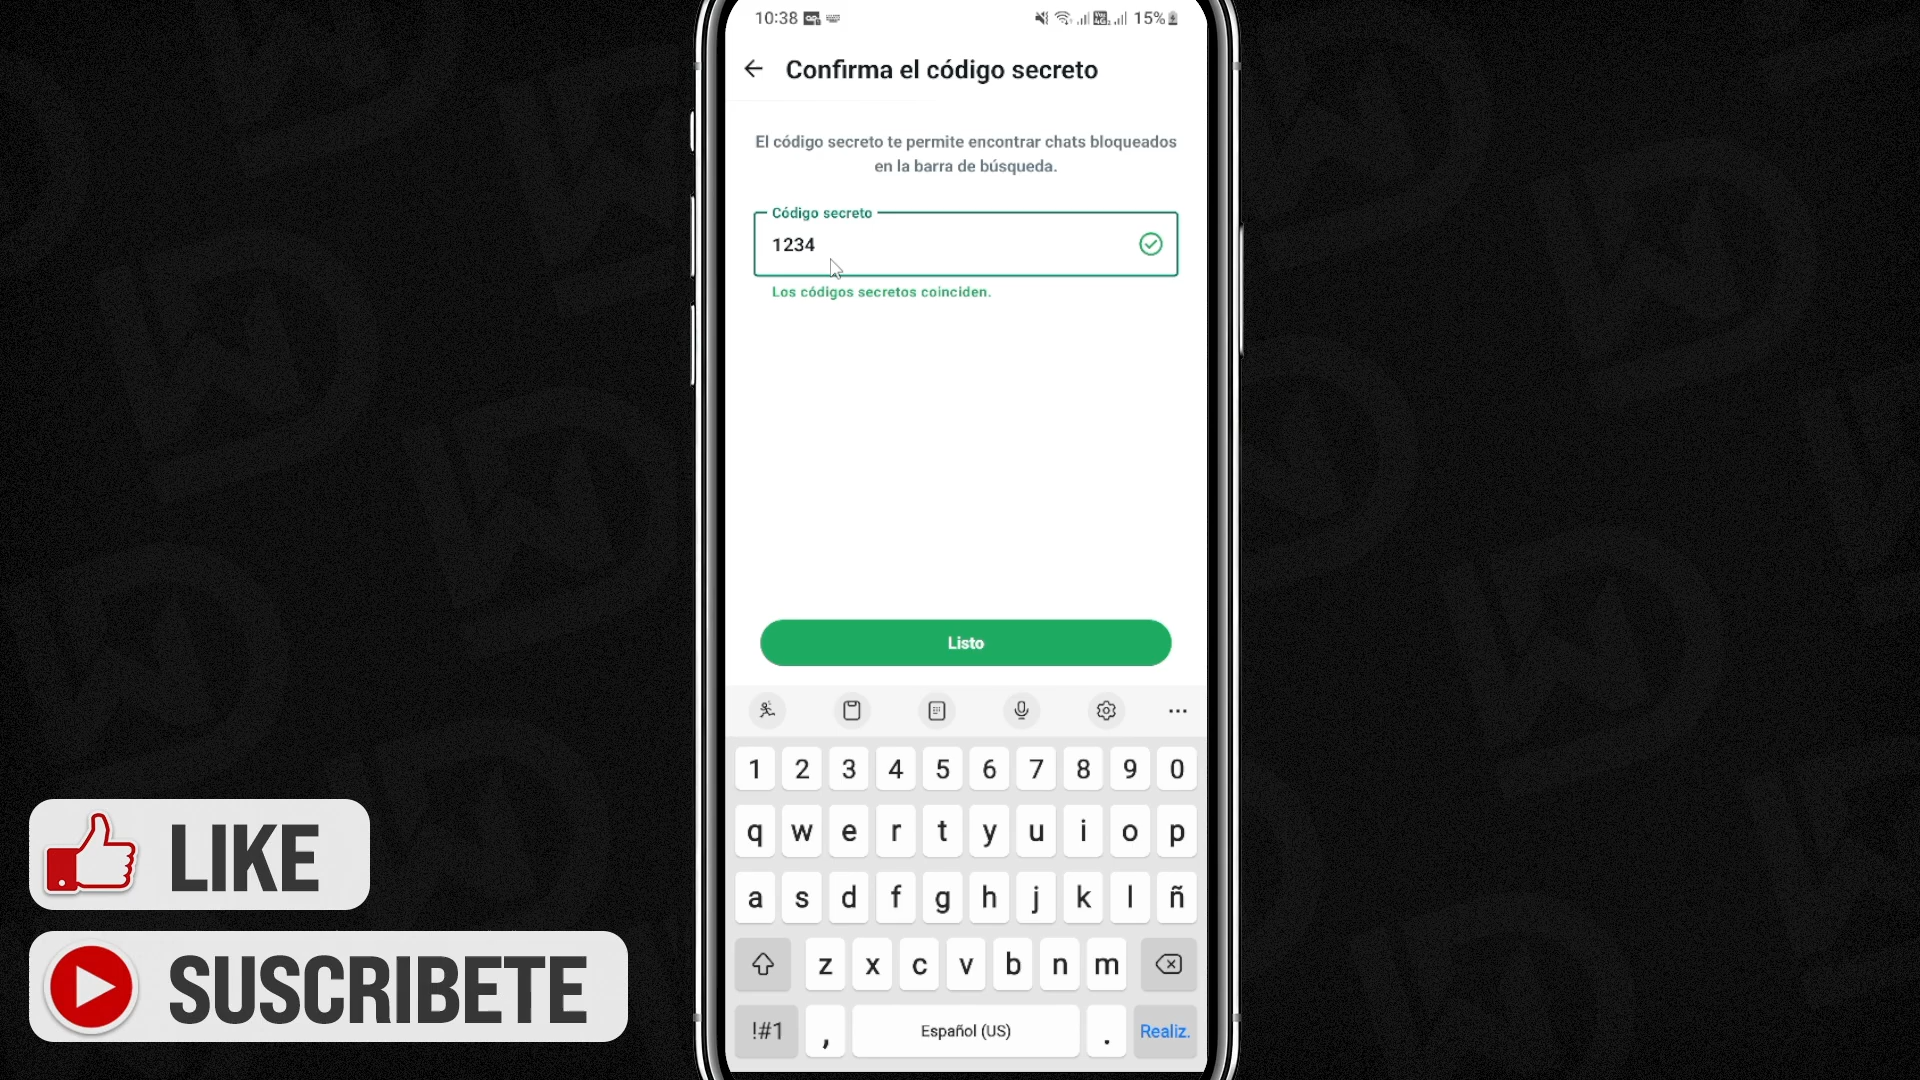 10:38
15%
Confirma el código secreto
El código secreto te permite encontrar chats bloqueados
en la barra de búsqueda.
Código secreto
1234
Los códigos secretos coinciden.
Listo
1 2 3 4 5 6 7 8 9 0
q w e r t y u i o p
a s d f g h j k l ñ
z x c v b n m
!#1 , Español (US) . Realiz.
LIKE
SUSCRIBETE